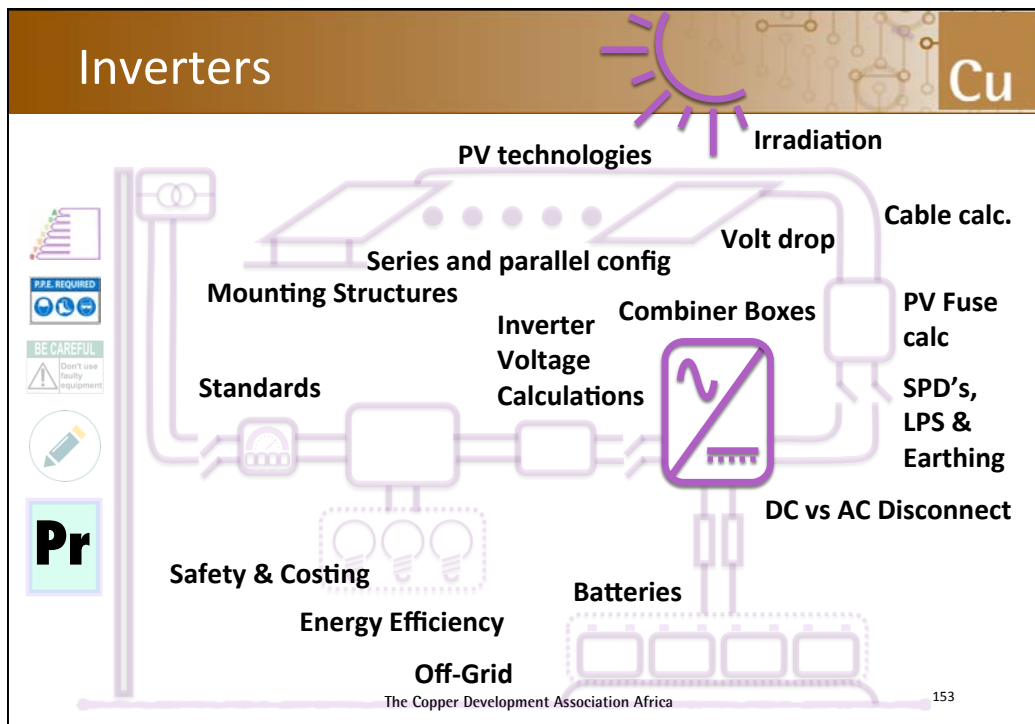 Inverters
Cu
Irradiation
PV technologies
Cable calc.
Volt drop
Series and parallel config
Mounting Structures
Combiner Boxes
PV Fuse
calc
Inverter
Voltage
Calculations
Standards
SPD's,
LPS &
Earthing
DC vs AC Disconnect
P.P.E. REQUIRED
BE CAREFUL
Don't use
faulty
equipment
Pr
Safety & Costing
Batteries
Energy Efficiency
Off-Grid
The Copper Development Association Africa
153